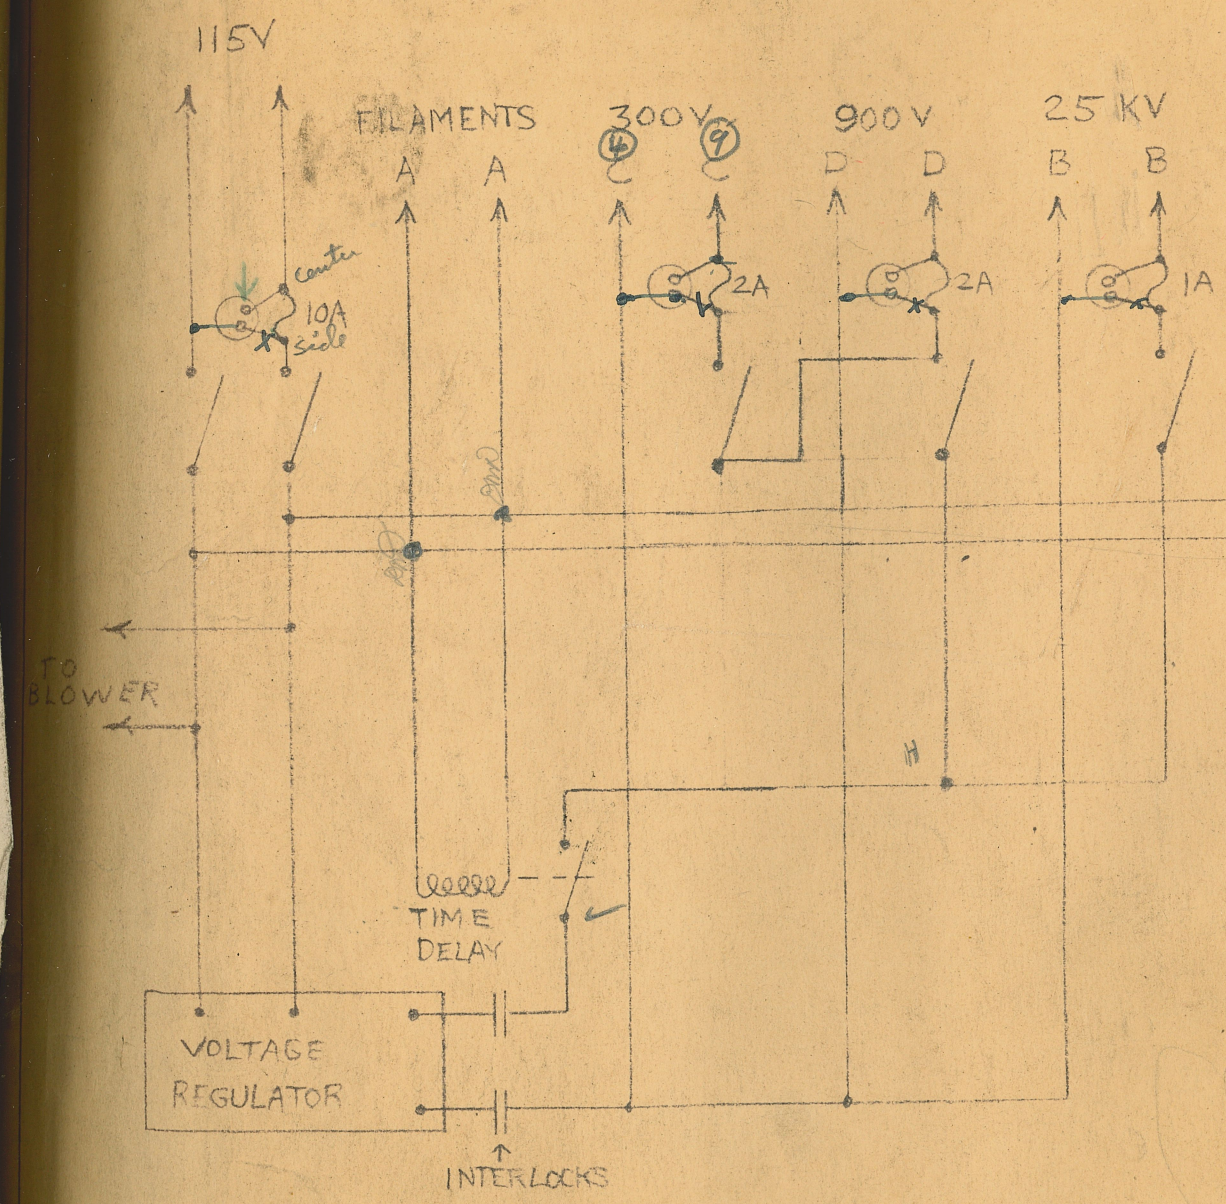 115V
FILAMENTS
300V
900V
25 KV
4
9
A
A
C
C
D
D
B
B
center
10A
side
2A
2A
1A
TO
BLOWER
H
TIME
DELAY
VOLTAGE
REGULATOR
INTERLOCKS